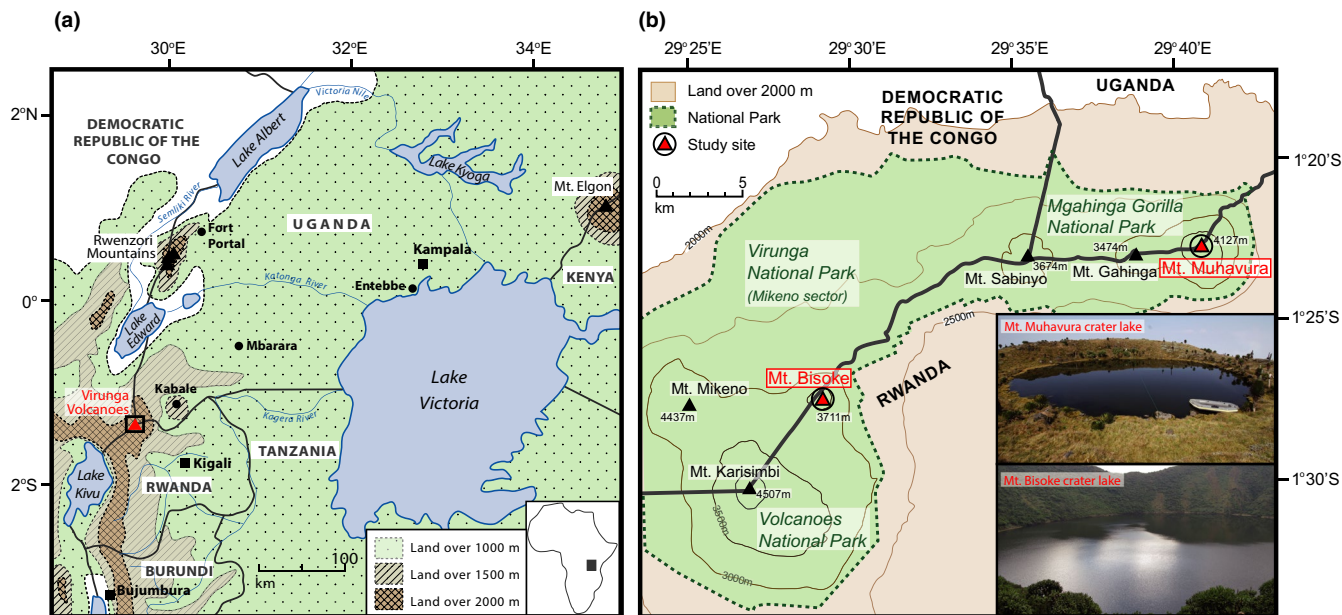 (a)
30°E
32°E
34°E
2°N
0°
2°S
DEMOCRATIC
REPUBLIC OF THE
CONGO
Lake Albert
Victoria Nile
Lake Kyoga
Mt. Elgon
Semliki River
Fort
Portal
Rwenzori
Mountains
UGANDA
Kampala
KENYA
Katonga River
Entebbe
Lake
Edward
Mbarara
Lake
Victoria
Virunga
Volcanoes
Kabale
Kagera River
TANZANIA
Lake
Kivu
Kigali
RWANDA
BURUNDI
Bujumbura
100
km
Land over 1000 m
Land over 1500 m
Land over 2000 m
(b)
29°25'E
29°30'E
29°35'E
29°40'E
1°20'S
1°25'S
1°30'S
Land over 2000 m
National Park
Study site
0
5
km
DEMOCRATIC
REPUBLIC OF
THE CONGO
UGANDA
2000m
Mgahinga Gorilla
National Park
Virunga
National Park
(Mikeno sector)
3674m
Mt. Sabinyo
3474m
Mt. Gahinga
4127m
Mt. Muhavura
2500m
RWANDA
Mt. Mikeno
4437m
Mt. Bisoke
3711m
Mt. Karisimbi
4507m
3500m
Volcanoes
National Park
3000m
Mt. Muhavura crater lake
Mt. Bisoke crater lake